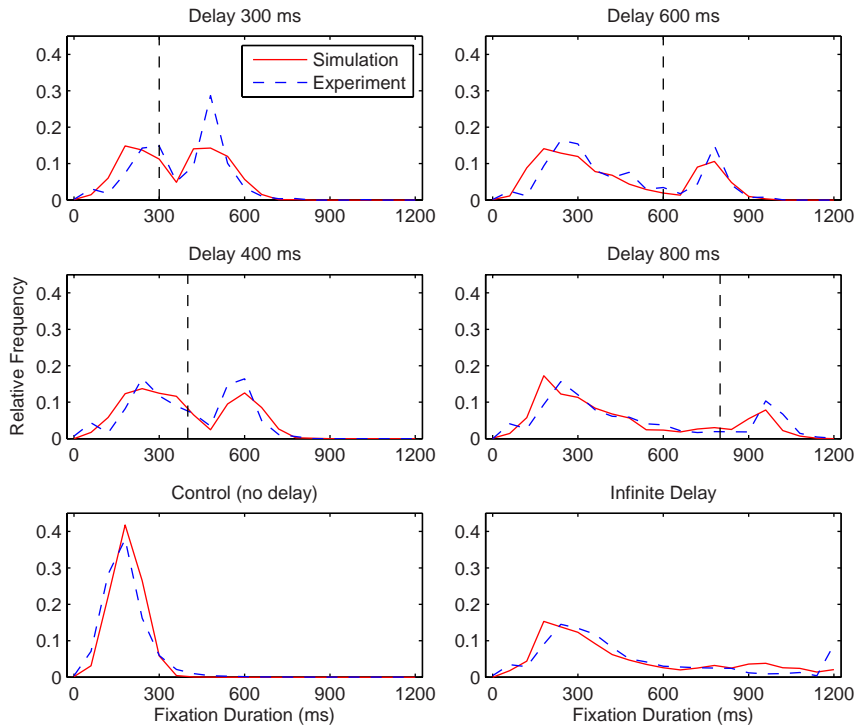 Delay 300 ms
0.4
0.3
0.2
0.1
0
0 300 600 900 1200
Simulation
Experiment
Delay 600 ms
0.4
0.3
0.2
0.1
0
0 300 600 900 1200
Relative Frequency
Delay 400 ms
0.4
0.3
0.2
0.1
0
0 300 600 900 1200
Delay 800 ms
0.4
0.3
0.2
0.1
0
0 300 600 900 1200
Control (no delay)
0.4
0.3
0.2
0.1
0
0 300 600 900 1200
Fixation Duration (ms)
Infinite Delay
0.4
0.3
0.2
0.1
0
0 300 600 900 1200
Fixation Duration (ms)